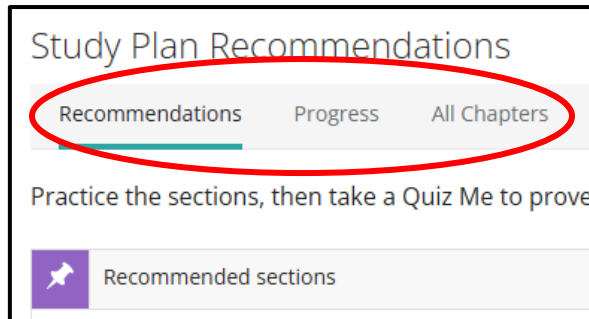 Study Plan Recommendations
Recommendations Progress All Chapters
Practice the sections, then take a Quiz Me to prove
Recommended sections